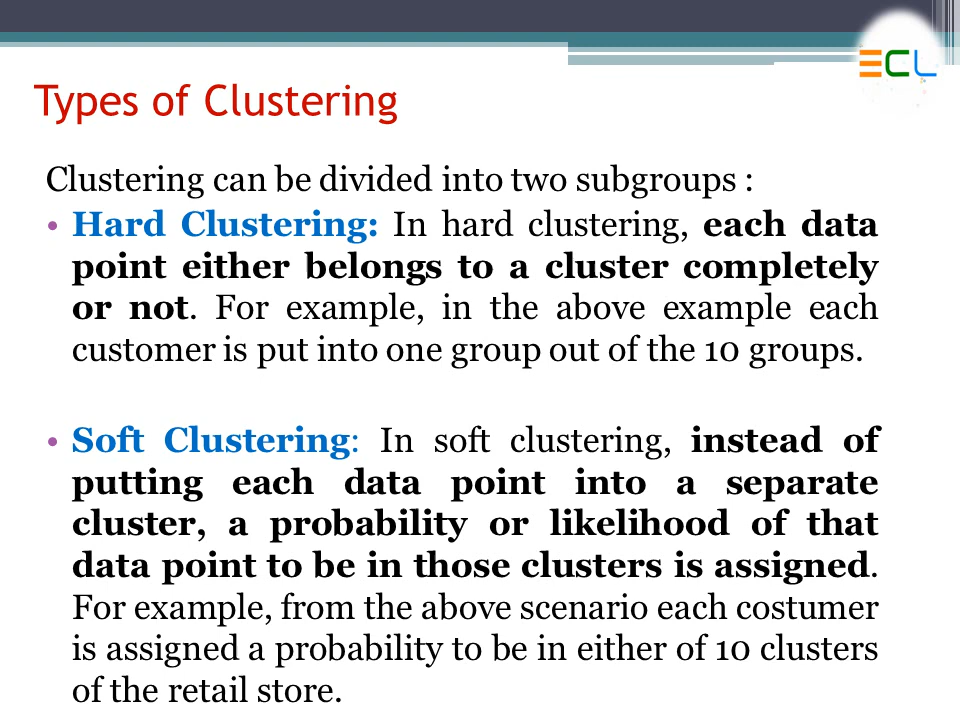 ECL
Types of Clustering
Clustering can be divided into two subgroups :
• Hard Clustering: In hard clustering, each data
point either belongs to a cluster completely
or not. For example, in the above example each
customer is put into one group out of the 10 groups.
• Soft Clustering: In soft clustering, instead of
putting each data point into a separate
cluster, a probability or likelihood of that
data point to be in those clusters is assigned.
For example, from the above scenario each costumer
is assigned a probability to be in either of 10 clusters
of the retail store.